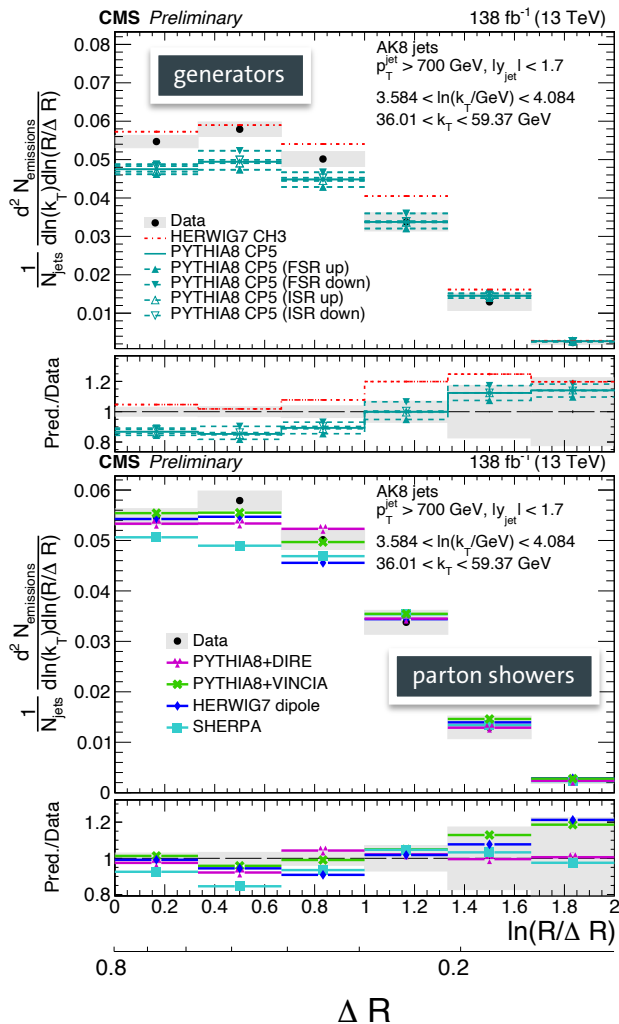 CMS Preliminary 138 fb⁻¹ (13 TeV)
0.08
0.07
0.06
0.05
0.04
0.03
0.02
0.01
generators
AK8 jets
p_T^jet > 700 GeV, |y_jet| < 1.7
3.584 < ln(k_T/GeV) < 4.084
36.01 < k_T < 59.37 GeV
1/N_jets d² N_emissions/dln(k_T)dln(R/Δ R)
Data
HERWIG7 CH3
PYTHIA8 CP5
PYTHIA8 CP5 (FSR up)
PYTHIA8 CP5 (FSR down)
PYTHIA8 CP5 (ISR up)
PYTHIA8 CP5 (ISR down)
Pred./Data
1.2
1
0.8
CMS Preliminary 138 fb⁻¹ (13 TeV)
0.06
0.05
0.04
0.03
0.02
0.01
0
AK8 jets
p_T^jet > 700 GeV, |y_jet| < 1.7
3.584 < ln(k_T/GeV) < 4.084
36.01 < k_T < 59.37 GeV
1/N_jets d² N_emissions/dln(k_T)dln(R/Δ R)
Data
PYTHIA8+DIRE
PYTHIA8+VINCIA
HERWIG7 dipole
SHERPA
parton showers
Pred./Data
1.2
1
0.8
0 0.2 0.4 0.6 0.8 1 1.2 1.4 1.6 1.8 2
ln(R/Δ R)
0.8 0.2
Δ R